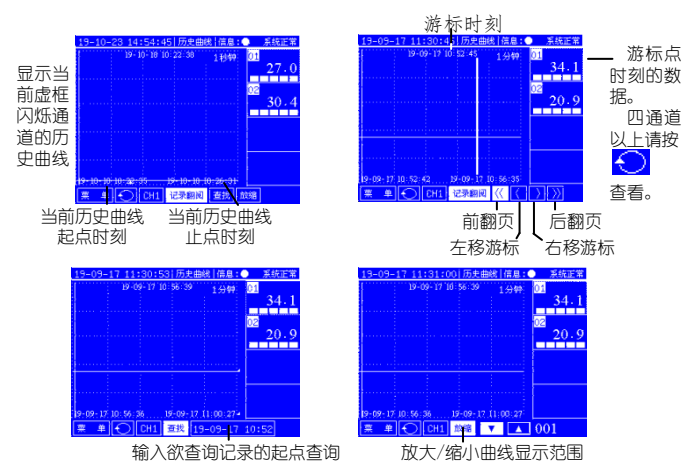 游标时刻
19-10-23 14:54:45 历史曲线 信息:● 系统正常
19-10-18 10:22:38 1秒钟
01
27.0
02
30.4
19-10-18 10:22:35 19-10-18 10:26:31
菜 单 CH1 记录翻阅 查找 放缩
显示当
前虚框
闪烁通
道的历
史曲线
当前历史曲线
起点时刻
当前历史曲线
止点时刻
19-09-17 11:30:45 历史曲线 信息:● 系统正常
19-09-17 10:52:45 1分钟
01
34.1
02
20.9
19-09-17 10:52:42 19-09-17 10:56:35
菜 单 CH1 记录翻阅 《 〈 〉 》
游标点
时刻的数
据。
四通道
以上请按
查看。
前翻页
后翻页
左移游标
右移游标
19-09-17 11:30:53 历史曲线 信息:● 系统正常
19-09-17 10:56:39 1分钟
01
34.1
02
20.9
19-09-17 10:56:36 19-09-17 11:00:27
菜 单 CH1 查找 19-09-17 10:52
输入欲查询记录的起点查询
19-09-17 11:31:00 历史曲线 信息:● 系统正常
19-09-17 10:56:39 1分钟
01
34.1
02
20.9
19-09-17 10:56:36 19-09-17 11:00:27
菜 单 CH1 放缩 ▼ ▲ 001
放大/缩小曲线显示范围